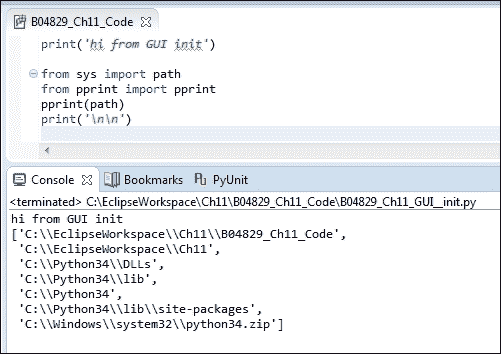 B04829_Ch11_Code
print('hi from GUI init')
from sys import path
from pprint import pprint
pprint(path)
print('\n\n')
Console Bookmarks PyUnit
<terminated> C:\EclipseWorkspace\Ch11\B04829_Ch11_Code\B04829_Ch11_GUI__init.py
hi from GUI init
['C:\\EclipseWorkspace\\Ch11\\B04829_Ch11_Code',
'C:\\EclipseWorkspace\\Ch11',
'C:\\Python34\\DLLs',
'C:\\Python34\\lib',
'C:\\Python34',
'C:\\Python34\\lib\\site-packages',
'C:\\Windows\\system32\\python34.zip']